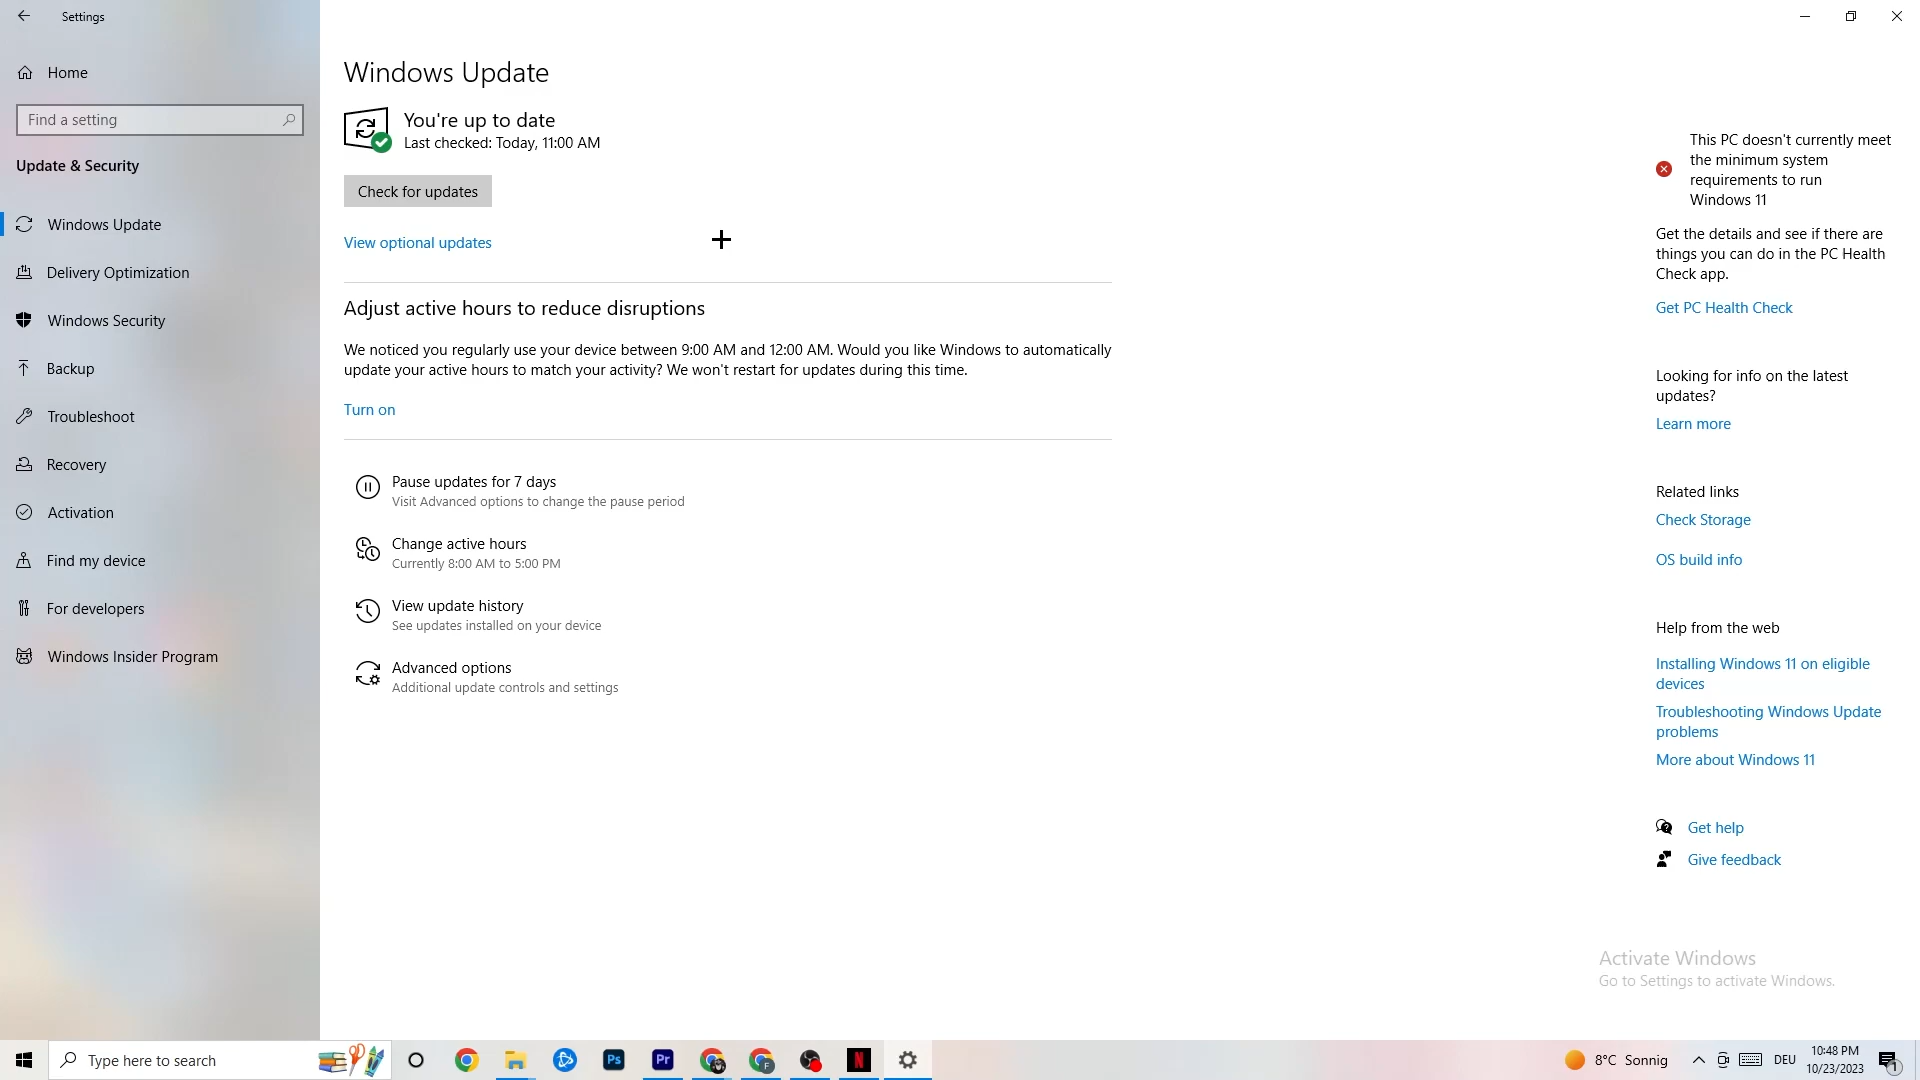 Settings
Home
Find a setting
Update & Security
Windows Update
Delivery Optimization
Windows Security
Backup
Troubleshoot
Recovery
Activation
Find my device
For developers
Windows Insider Program
Windows Update
You're up to date
Last checked: Today, 11:00 AM
Check for updates
View optional updates
Adjust active hours to reduce disruptions
We noticed you regularly use your device between 9:00 AM and 12:00 AM. Would you like Windows to automatically
update your active hours to match your activity? We won't restart for updates during this time.
Turn on
Pause updates for 7 days
Visit Advanced options to change the pause period
Change active hours
Currently 8:00 AM to 5:00 PM
View update history
See updates installed on your device
Advanced options
Additional update controls and settings
This PC doesn't currently meet
the minimum system
requirements to run
Windows 11
Get the details and see if there are
things you can do in the PC Health
Check app.
Get PC Health Check
Looking for info on the latest
updates?
Learn more
Related links
Check Storage
OS build info
Help from the web
Installing Windows 11 on eligible
devices
Troubleshooting Windows Update
problems
More about Windows 11
Get help
Give feedback
Activate Windows
Go to Settings to activate Windows.
Type here to search
Ps
Pr
F
N
8°C Sonnig
DEU
10:48 PM
10/23/2023
1